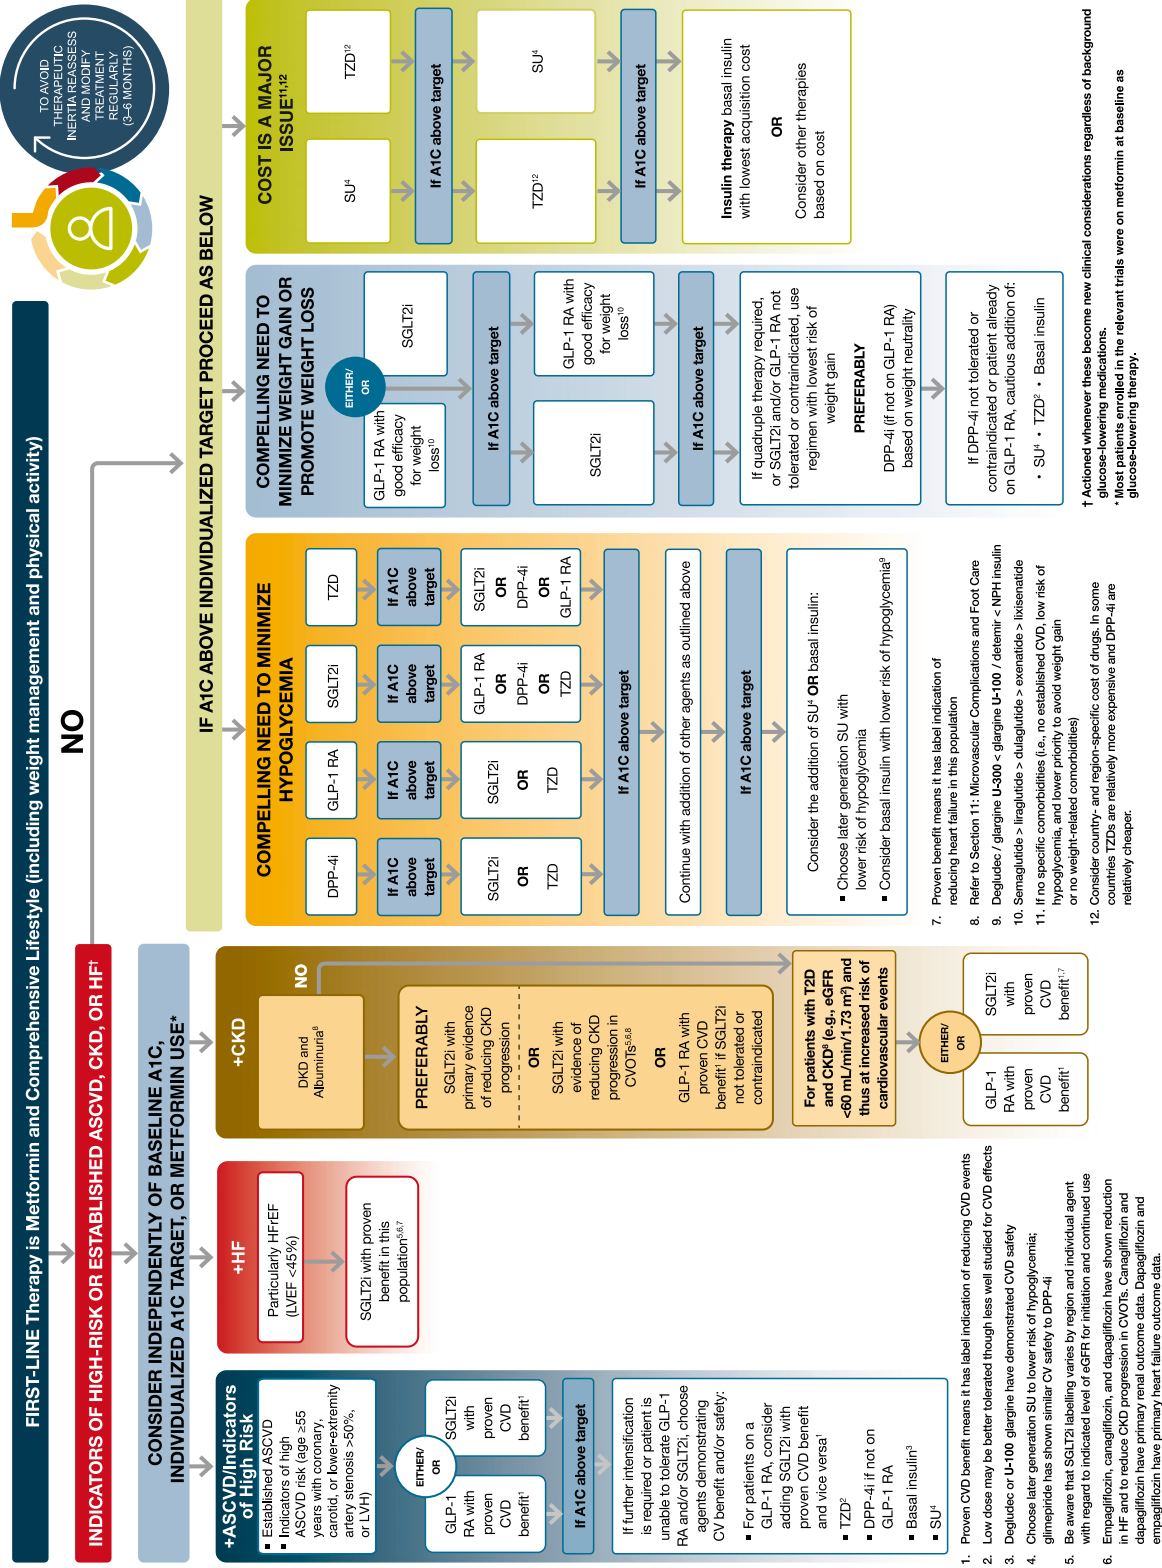 FIRST-LINE Therapy is Metformin and Comprehensive Lifestyle (including weight management and physical activity)
TO AVOID
THERAPEUTIC
INERTIA REASSESS
AND MODIFY
TREATMENT
REGULARLY
(3–6 MONTHS)
INDICATORS OF HIGH-RISK OR ESTABLISHED ASCVD, CKD, OR HF†
NO
CONSIDER INDEPENDENTLY OF BASELINE A1C,
INDIVIDUALIZED A1C TARGET, OR METFORMIN USE*
IF A1C ABOVE INDIVIDUALIZED TARGET PROCEED AS BELOW
+ASCVD/Indicators
of High Risk
▪ Established ASCVD
▪ Indicators of high
ASCVD risk (age ≥55
years with coronary,
carotid, or lower-extremity
artery stenosis >50%,
or LVH)
EITHER/
OR
GLP-1
RA with
proven
CVD
benefit1
SGLT2i
with
proven
CVD
benefit1
If A1C above target
If further intensification
is required or patient is
unable to tolerate GLP-1
RA and/or SGLT2i, choose
agents demonstrating
CV benefit and/or safety:
▪ For patients on a
GLP-1 RA, consider
adding SGLT2i with
proven CVD benefit
and vice versa1
▪ TZD2
▪ DPP-4i if not on
GLP-1 RA
▪ Basal insulin3
▪ SU4
+HF
Particularly HFrEF
(LVEF <45%)
SGLT2i with proven
benefit in this
population5,6,7
+CKD
DKD and
Albuminuria8
NO
PREFERABLY
SGLT2i with
primary evidence
of reducing CKD
progression
OR
SGLT2i with
evidence of
reducing CKD
progression in
CVOTs5,6,8
OR
GLP-1 RA with
proven CVD
benefit1 if SGLT2i
not tolerated or
contraindicated
For patients with T2D
and CKD8 (e.g., eGFR
<60 mL/min/1.73 m2) and
thus at increased risk of
cardiovascular events
EITHER/
OR
GLP-1
RA with
proven
CVD
benefit1
SGLT2i
with
proven
CVD
benefit1,7
COMPELLING NEED TO MINIMIZE
HYPOGLYCEMIA
DPP-4i
GLP-1 RA
SGLT2i
TZD
If A1C
above
target
If A1C
above
target
If A1C
above
target
If A1C
above
target
SGLT2i
OR
TZD
SGLT2i
OR
TZD
GLP-1 RA
OR
DPP-4i
OR
TZD
SGLT2i
OR
DPP-4i
OR
GLP-1 RA
If A1C above target
Continue with addition of other agents as outlined above
If A1C above target
Consider the addition of SU4 OR basal insulin:
▪ Choose later generation SU with
lower risk of hypoglycemia
▪ Consider basal insulin with lower risk of hypoglycemia9
COMPELLING NEED TO
MINIMIZE WEIGHT GAIN OR
PROMOTE WEIGHT LOSS
EITHER/
OR
GLP-1 RA with
good efficacy
for weight
loss10
SGLT2i
If A1C above target
SGLT2i
GLP-1 RA with
good efficacy
for weight
loss10
If A1C above target
If quadruple therapy required,
or SGLT2i and/or GLP-1 RA not
tolerated or contraindicated, use
regimen with lowest risk of
weight gain
PREFERABLY
DPP-4i (if not on GLP-1 RA)
based on weight neutrality
If DPP-4i not tolerated or
contraindicated or patient already
on GLP-1 RA, cautious addition of:
• SU4 • TZD2 • Basal insulin
COST IS A MAJOR
ISSUE11,12
SU4
TZD12
If A1C above target
TZD12
SU4
If A1C above target
Insulin therapy basal insulin
with lowest acquisition cost
OR
Consider other therapies
based on cost
1. Proven CVD benefit means it has label indication of reducing CVD events
2. Low dose may be better tolerated though less well studied for CVD effects
3. Degludec or U-100 glargine have demonstrated CVD safety
4. Choose later generation SU to lower risk of hypoglycemia;
glimepiride has shown similar CV safety to DPP-4i
5. Be aware that SGLT2i labelling varies by region and individual agent
with regard to indicated level of eGFR for initiation and continued use
6. Empagliflozin, canagliflozin, and dapagliflozin have shown reduction
in HF and to reduce CKD progression in CVOTs. Canagliflozin and
dapagliflozin have primary renal outcome data. Dapagliflozin and
empagliflozin have primary heart failure outcome data.
7. Proven benefit means it has label indication of
reducing heart failure in this population
8. Refer to Section 11: Microvascular Complications and Foot Care
9. Degludec / glargine U-300 < glargine U-100 / detemir < NPH insulin
10. Semaglutide > liraglutide > dulaglutide > exenatide > lixisenatide
11. If no specific comorbidities (i.e., no established CVD, low risk of
hypoglycemia, and lower priority to avoid weight gain
or no weight-related comorbidities)
12. Consider country- and region-specific cost of drugs. In some
countries TZDs are relatively more expensive and DPP-4i are
relatively cheaper.
† Actioned whenever these become new clinical considerations regardless of background
glucose-lowering medications.
* Most patients enrolled in the relevant trials were on metformin at baseline as
glucose-lowering therapy.